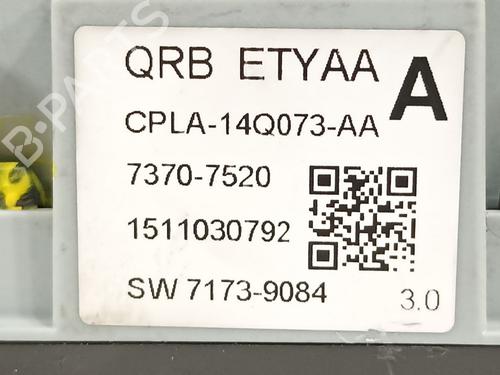 QRB ETYAA
A
CPLA-14Q073-AA
7370-7520
1511030792
SW 7173-9084
3.0
B-PARTS